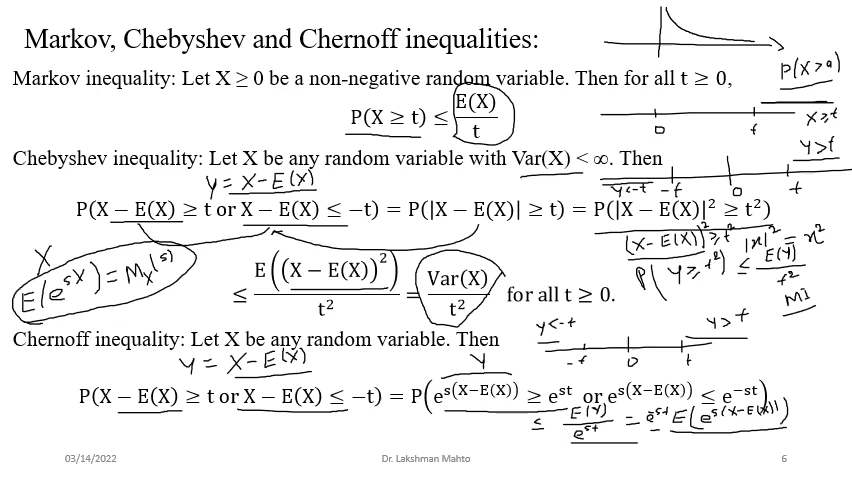 Markov, Chebyshev and Chernoff inequalities:
Markov inequality: Let X ≥ 0 be a non-negative random variable. Then for all t ≥ 0,
P(X>a)
P(X ≥ t) ≤ E(X)/t
0 t X≥t
Y>t
Chebyshev inequality: Let X be any random variable with Var(X) < ∞. Then
Y = X-E(X)
Y<-t -t 0 t
P(X − E(X) ≥ t or X − E(X) ≤ −t) = P(|X − E(X)| ≥ t) = P(|X − E(X)|² ≥ t²)
(X-E(X))² ≥ t² |x|² = x²
X
E(e^sX) = M_X(s)
≤ E((X − E(X))²)/t² = Var(X)/t² for all t ≥ 0.
P(Y≥t²) ≤ E(Y)/t²
MI
Chernoff inequality: Let X be any random variable. Then
Y<-t -t 0 t Y>t
Y = X-E(X) Y
P(X − E(X) ≥ t or X − E(X) ≤ −t) = P(e^s(X−E(X)) ≥ e^st or e^s(X−E(X)) ≤ e^−st)
≤ E(Y)/e^st = e^-st E(e^s(X-E(X)))
03/14/2022 Dr. Lakshman Mahto 6